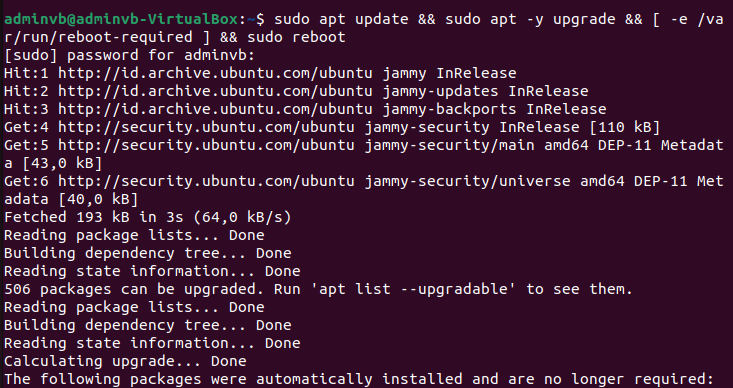 adminvb@adminvb-VirtualBox:~$ sudo apt update && sudo apt -y upgrade && [ -e /va
r/run/reboot-required ] && sudo reboot
[sudo] password for adminvb:
Hit:1 http://id.archive.ubuntu.com/ubuntu jammy InRelease
Hit:2 http://id.archive.ubuntu.com/ubuntu jammy-updates InRelease
Hit:3 http://id.archive.ubuntu.com/ubuntu jammy-backports InRelease
Get:4 http://security.ubuntu.com/ubuntu jammy-security InRelease [110 kB]
Get:5 http://security.ubuntu.com/ubuntu jammy-security/main amd64 DEP-11 Metadat
a [43,0 kB]
Get:6 http://security.ubuntu.com/ubuntu jammy-security/universe amd64 DEP-11 Met
adata [40,0 kB]
Fetched 193 kB in 3s (64,0 kB/s)
Reading package lists... Done
Building dependency tree... Done
Reading state information... Done
506 packages can be upgraded. Run 'apt list --upgradable' to see them.
Reading package lists... Done
Building dependency tree... Done
Reading state information... Done
Calculating upgrade... Done
The following packages were automatically installed and are no longer required: